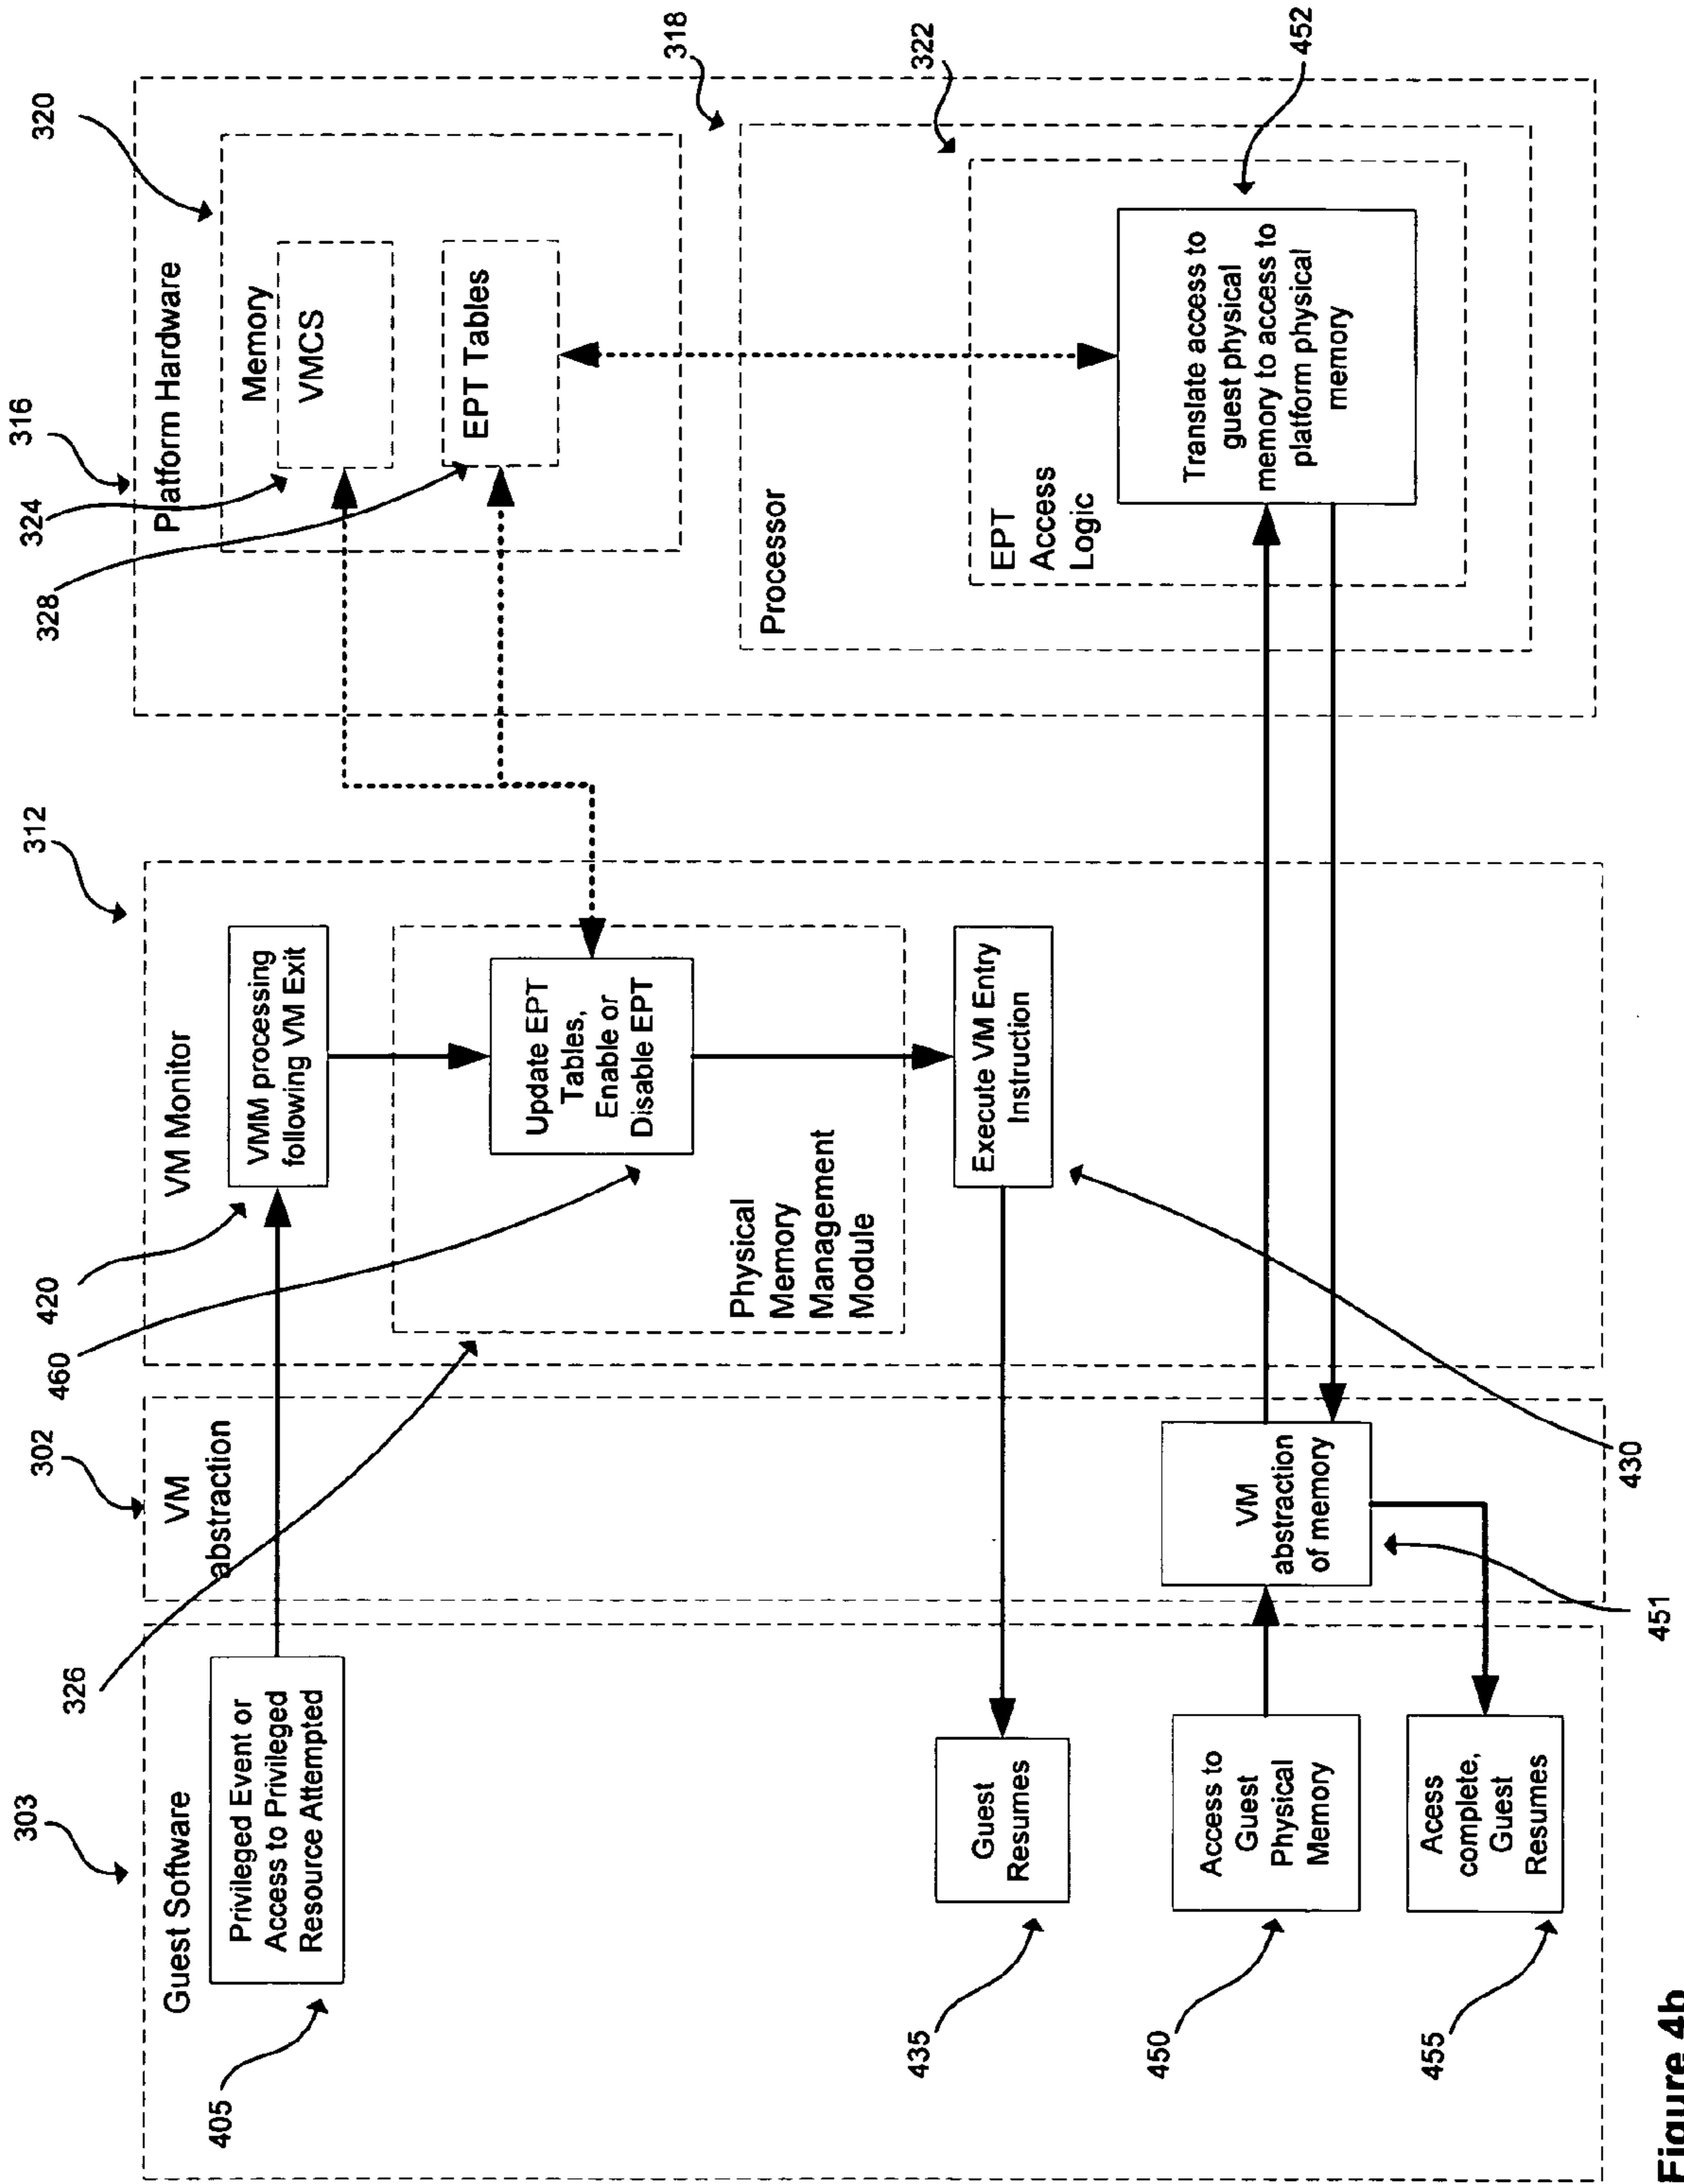 303
Guest Software
Privileged Event or
Access to Privileged
Resource Attempted
405
Guest
Resumes
435
Access to
Guest
Physical
Memory
450
Acess
complete,
Guest
Resumes
455
302
VM
abstraction
VM
abstraction
of memory
451
312
VM Monitor
VMM processing
following VM Exit
420
Update EPT
Tables,
Enable or
Disable EPT
460
Physical
Memory
Management
Module
326
Execute VM Entry
Instruction
430
316
Platform Hardware
320
Memory
VMCS
324
EPT Tables
328
318
Processor
322
EPT
Access
Logic
Translate access to
guest physical
memory to access to
platform physical
memory
452
Figure 4b